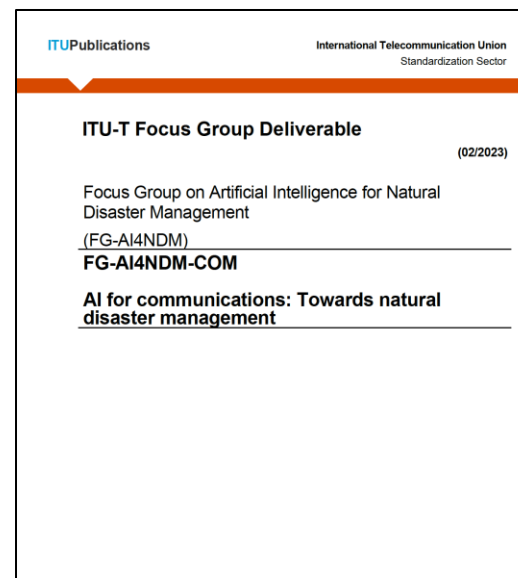 ITUPublications
International Telecommunication Union
Standardization Sector
ITU-T Focus Group Deliverable
(02/2023)
Focus Group on Artificial Intelligence for Natural
Disaster Management
(FG-AI4NDM)
FG-AI4NDM-COM
AI for communications: Towards natural
disaster management